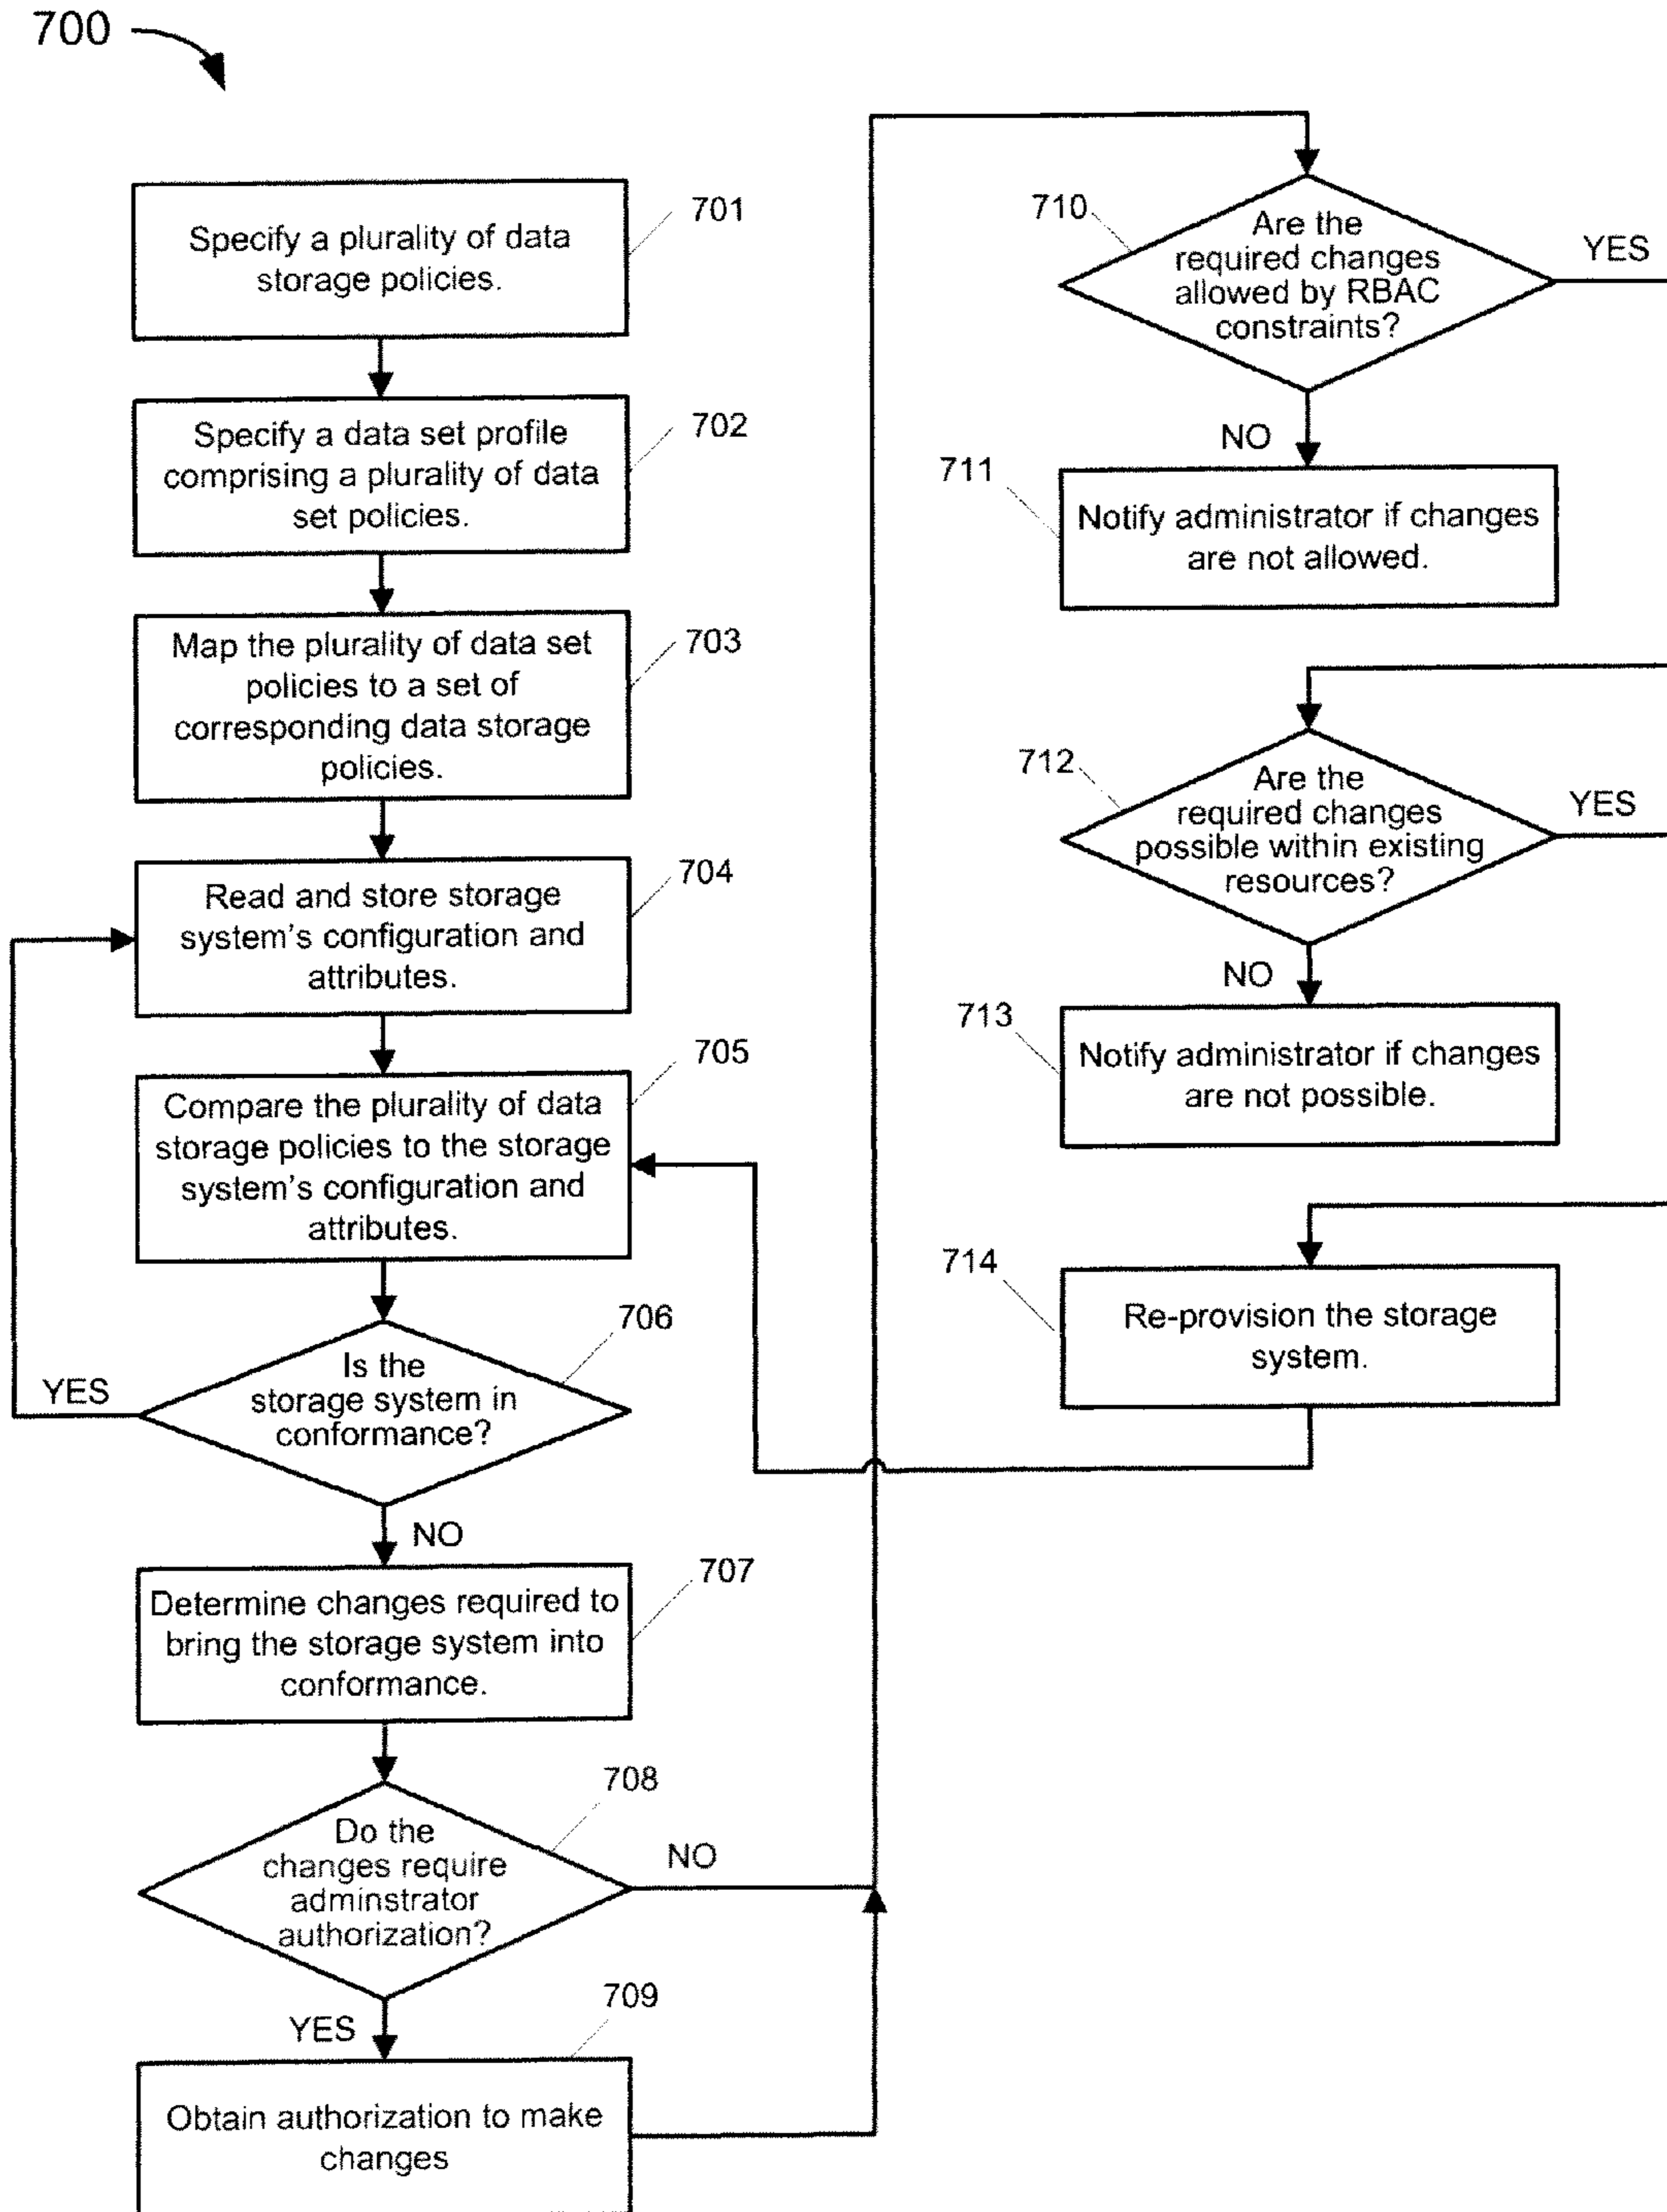 700
701
Specify a plurality of data
storage policies.
702
Specify a data set profile
comprising a plurality of data
set policies.
703
Map the plurality of data set
policies to a set of
corresponding data storage
policies.
704
Read and store storage
system's configuration and
attributes.
705
Compare the plurality of data
storage policies to the storage
system's configuration and
attributes.
706
Is the
storage system in
conformance?
YES
NO
707
Determine changes required to
bring the storage system into
conformance.
708
Do the
changes require
adminstrator
authorization?
NO
YES
709
Obtain authorization to make
changes
710
Are the
required changes
allowed by RBAC
constraints?
YES
NO
711
Notify administrator if changes
are not allowed.
712
Are the
required changes
possible within existing
resources?
YES
NO
713
Notify administrator if changes
are not possible.
714
Re-provision the storage
system.